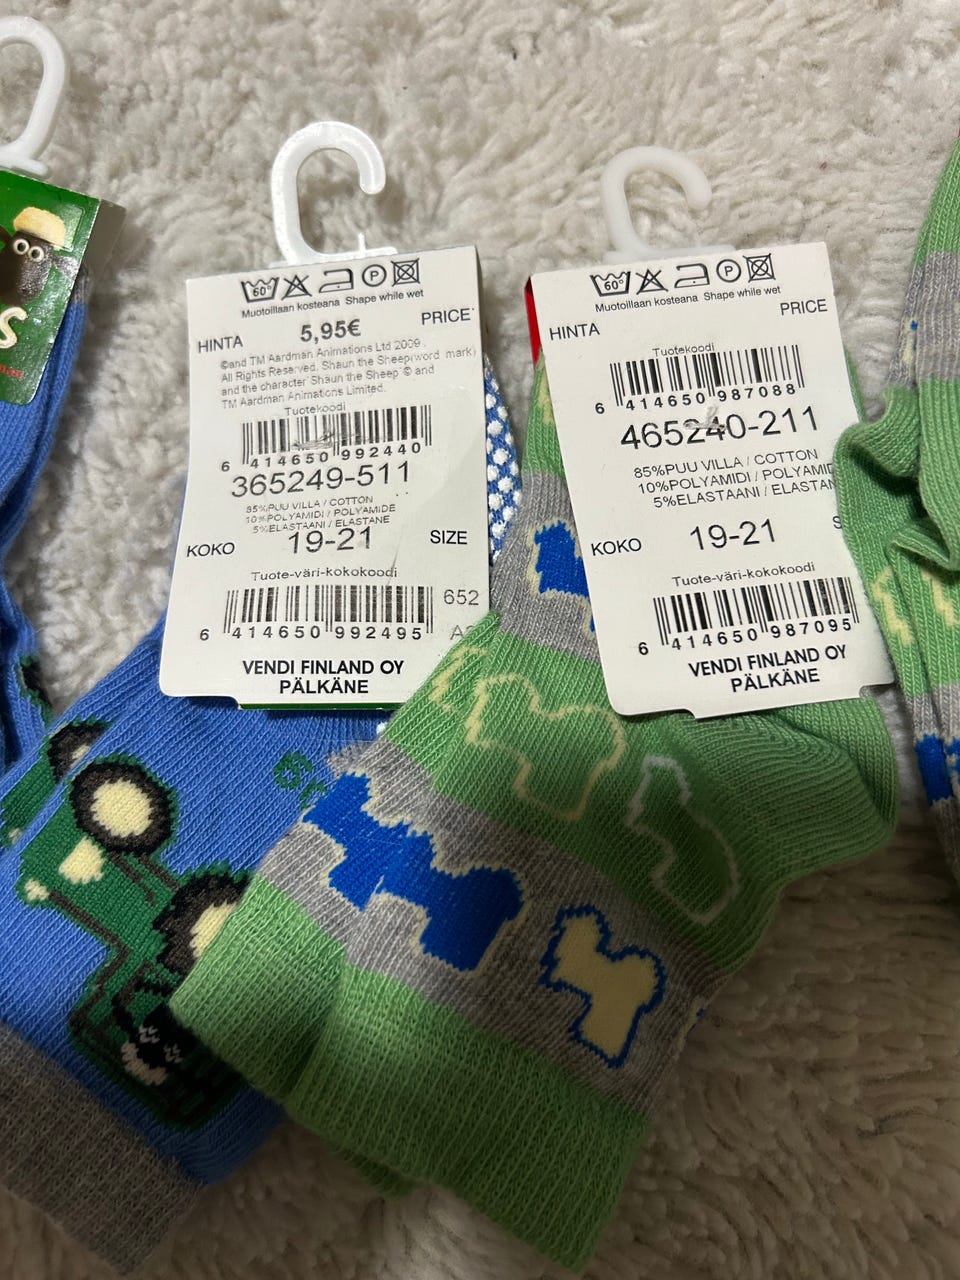 S
60°
Muotoillaan kosteana Shape while wet
HINTA 5,95€ PRICE
©and TM Aardman Animations Ltd 2009.
All Rights Reserved. Shaun the Sheep(word mark)
and the character 'Shaun the Sheep' © and
TM Aardman Animations Limited.
Tuotekoodi
6 414650 992440
365249-511
85%PUUVILLA / COTTON
10%POLYAMIDI / POLYAMIDE
5%ELASTAANI / ELASTANE
KOKO 19-21 SIZE
Tuote-väri-kokokoodi
652
6 414650 992495
VENDI FINLAND OY
PÄLKÄNE
60°
Muotoillaan kosteana Shape while wet
HINTA PRICE
Tuotekoodi
6 414650 987088
465240-211
85%PUUVILLA / COTTON
10%POLYAMIDI / POLYAMID
5%ELASTAANI / ELASTAN
KOKO 19-21 S
Tuote-väri-kokokoodi
6 414650 987095
VENDI FINLAND OY
PÄLKÄNE